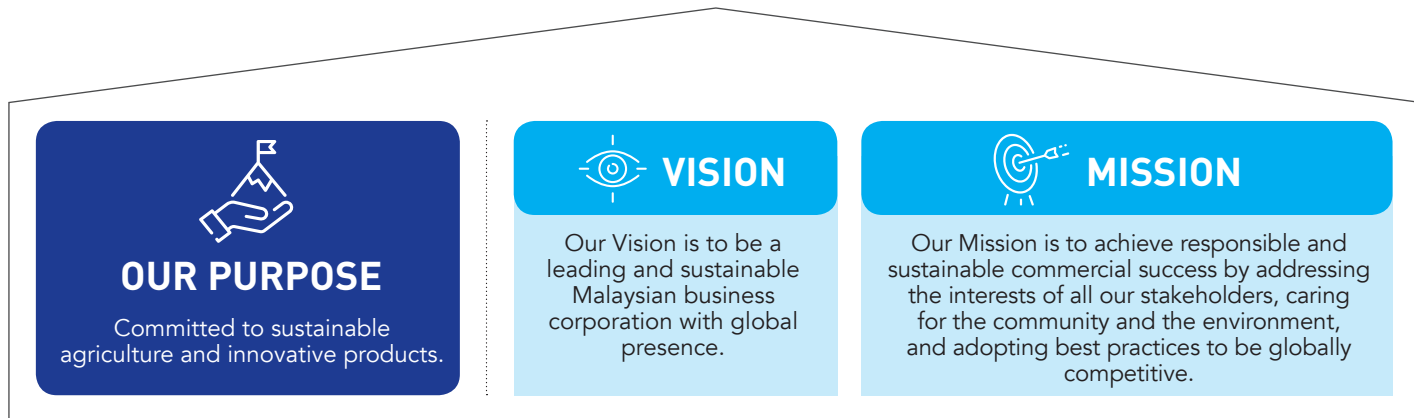 OUR PURPOSE
Committed to sustainable
agriculture and innovative products.
VISION
Our Vision is to be a
leading and sustainable
Malaysian business
corporation with global
presence.
MISSION
Our Mission is to achieve responsible and
sustainable commercial success by addressing
the interests of all our stakeholders, caring
for the community and the environment,
and adopting best practices to be globally
competitive.